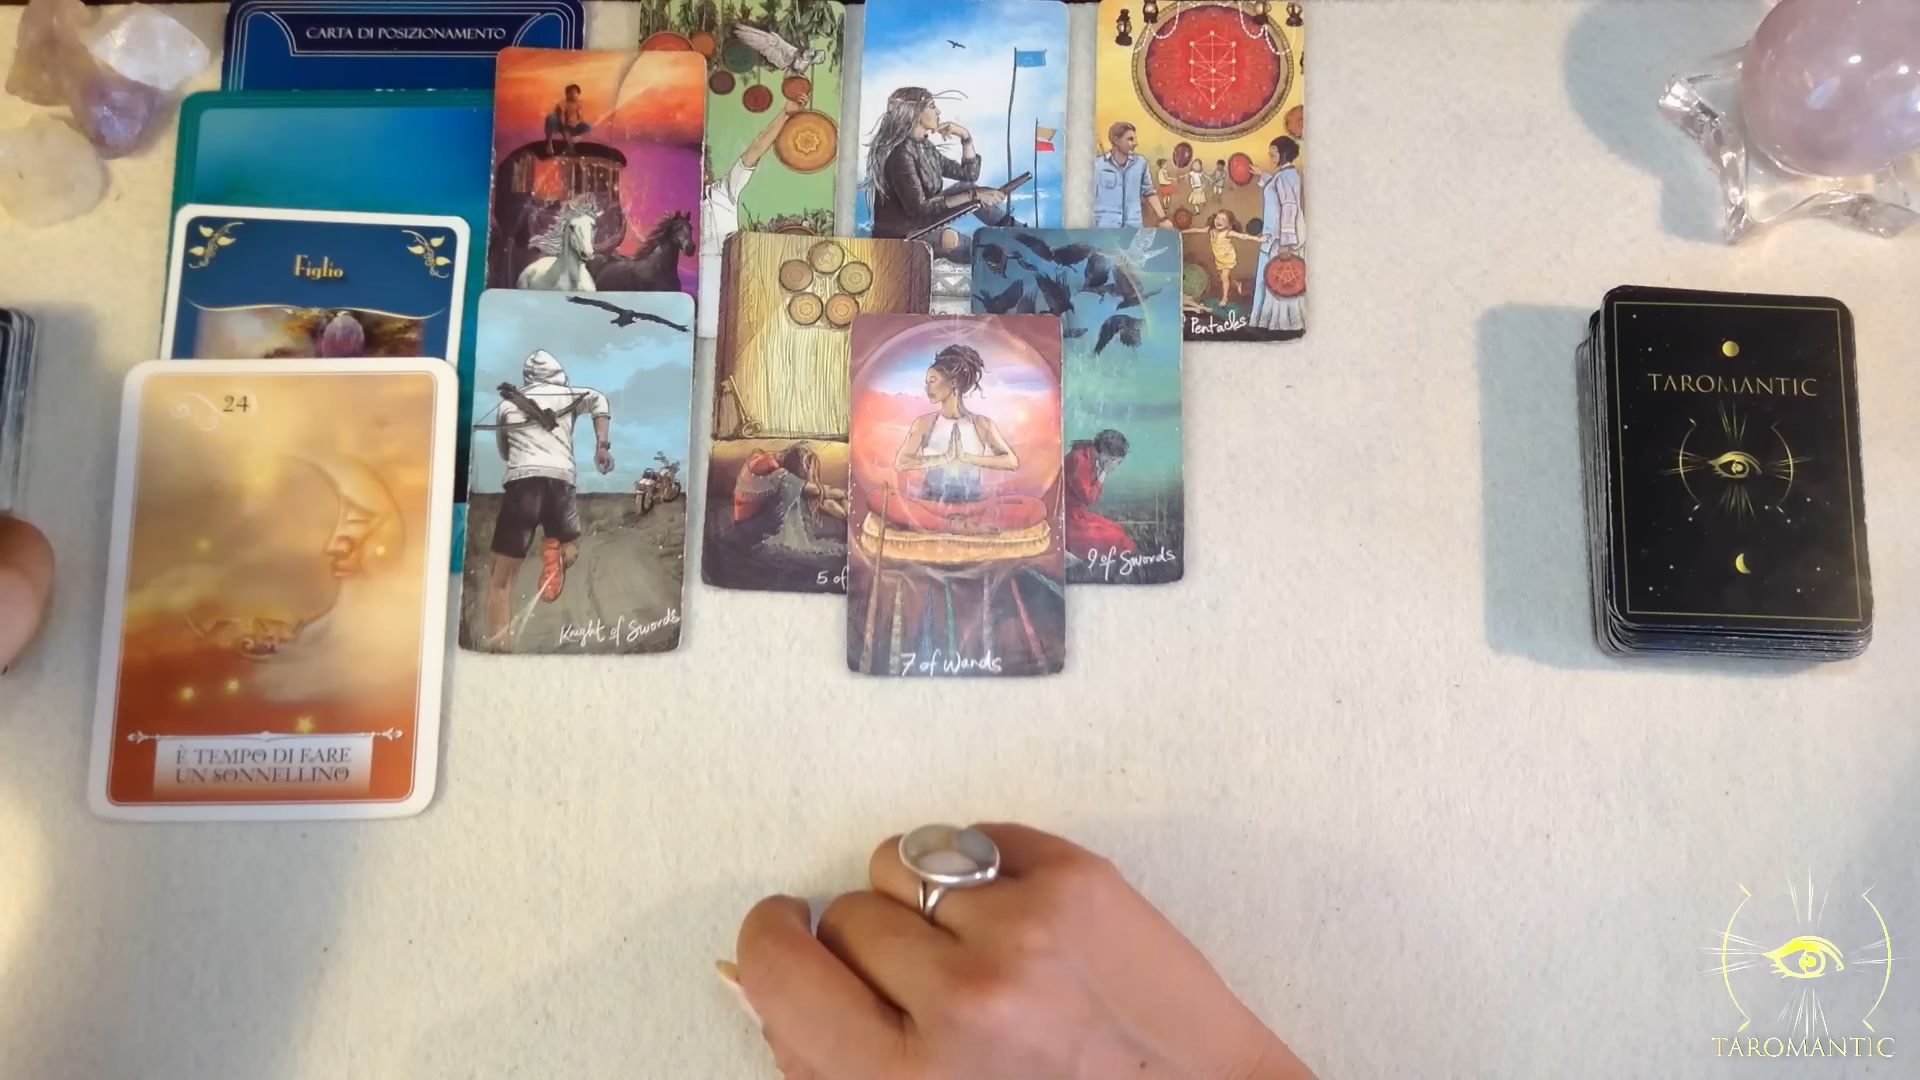 CARTA DI POSIZIONAMENTO
Figlio
24
È TEMPO DI FARE
UN SONNELLINO
Knight of Swords
5 of
7 of Wands
9 of Swords
Pentacles
TAROMANTIC
TAROMANTIC